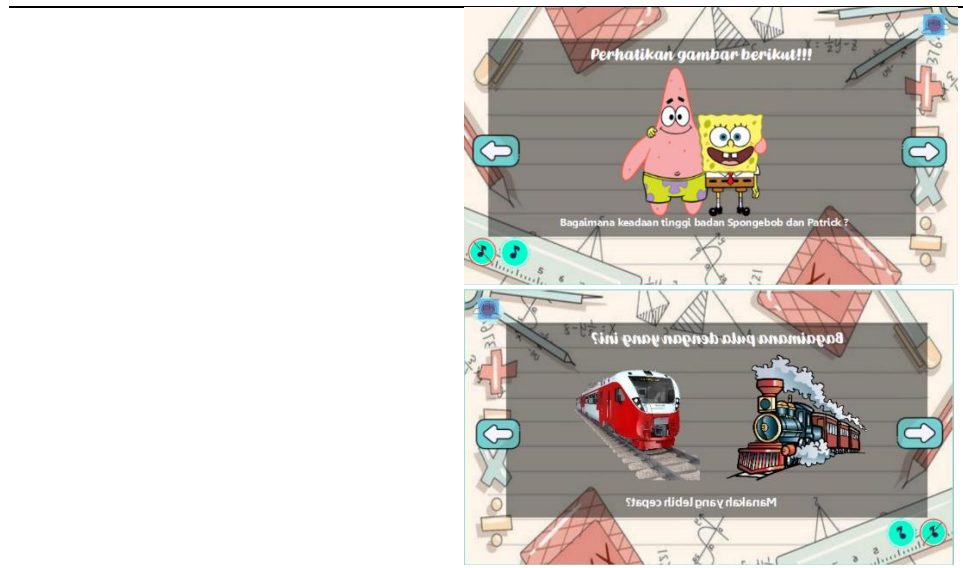 Perhatikan gambar berikut!!!
Bagaimana keadaan tinggi badan Spongebob dan Patrick ?
Bagaimana pula dengan yang ini?
Manakah yang lebih cepat?